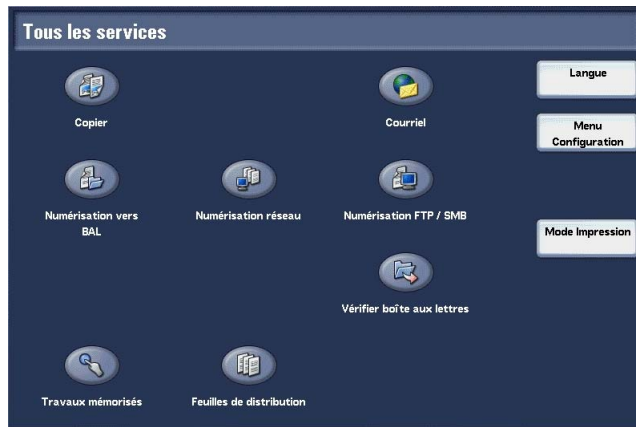 Tous les services
Copier
Courriel
Langue
Menu
Configuration
Numérisation vers
BAL
Numérisation réseau
Numérisation FTP / SMB
Mode Impression
Vérifier boîte aux lettres
Travaux mémorisés
Feuilles de distribution